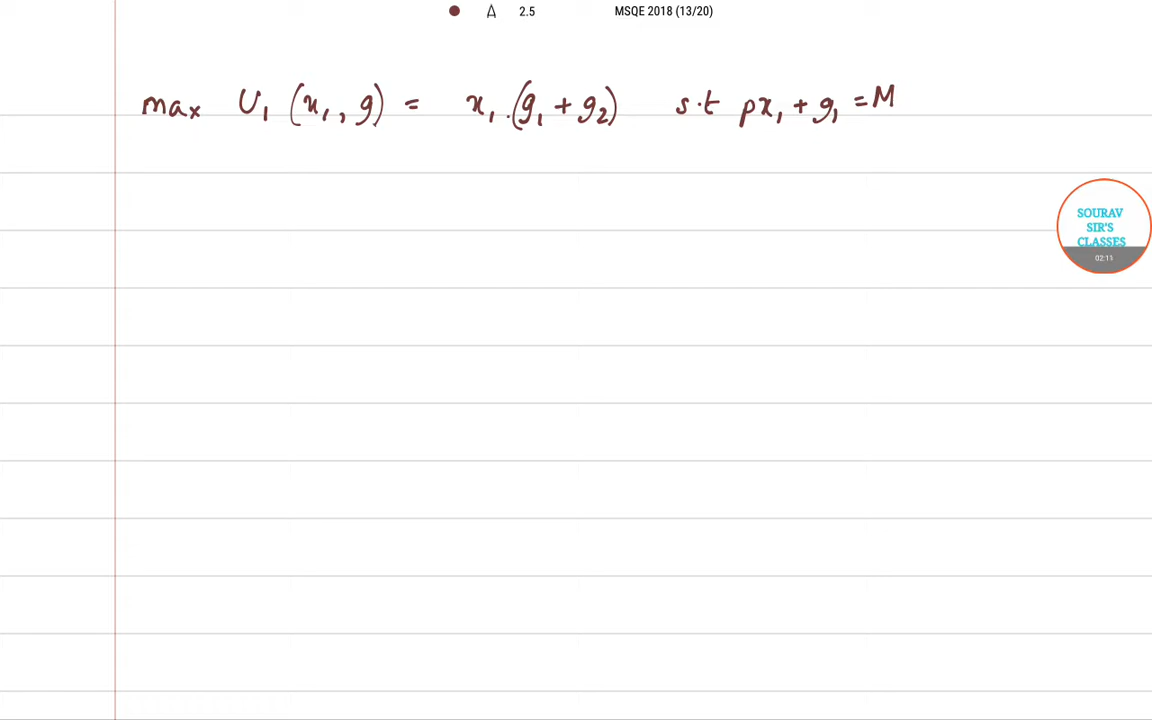 A 2.5 MSQE 2018 (13/20)
max U₁ (x₁, g) = x₁.(g₁ + g₂) s.t px₁ + g₁ = M
SOURAV
SIR'S
CLASSES
02:11